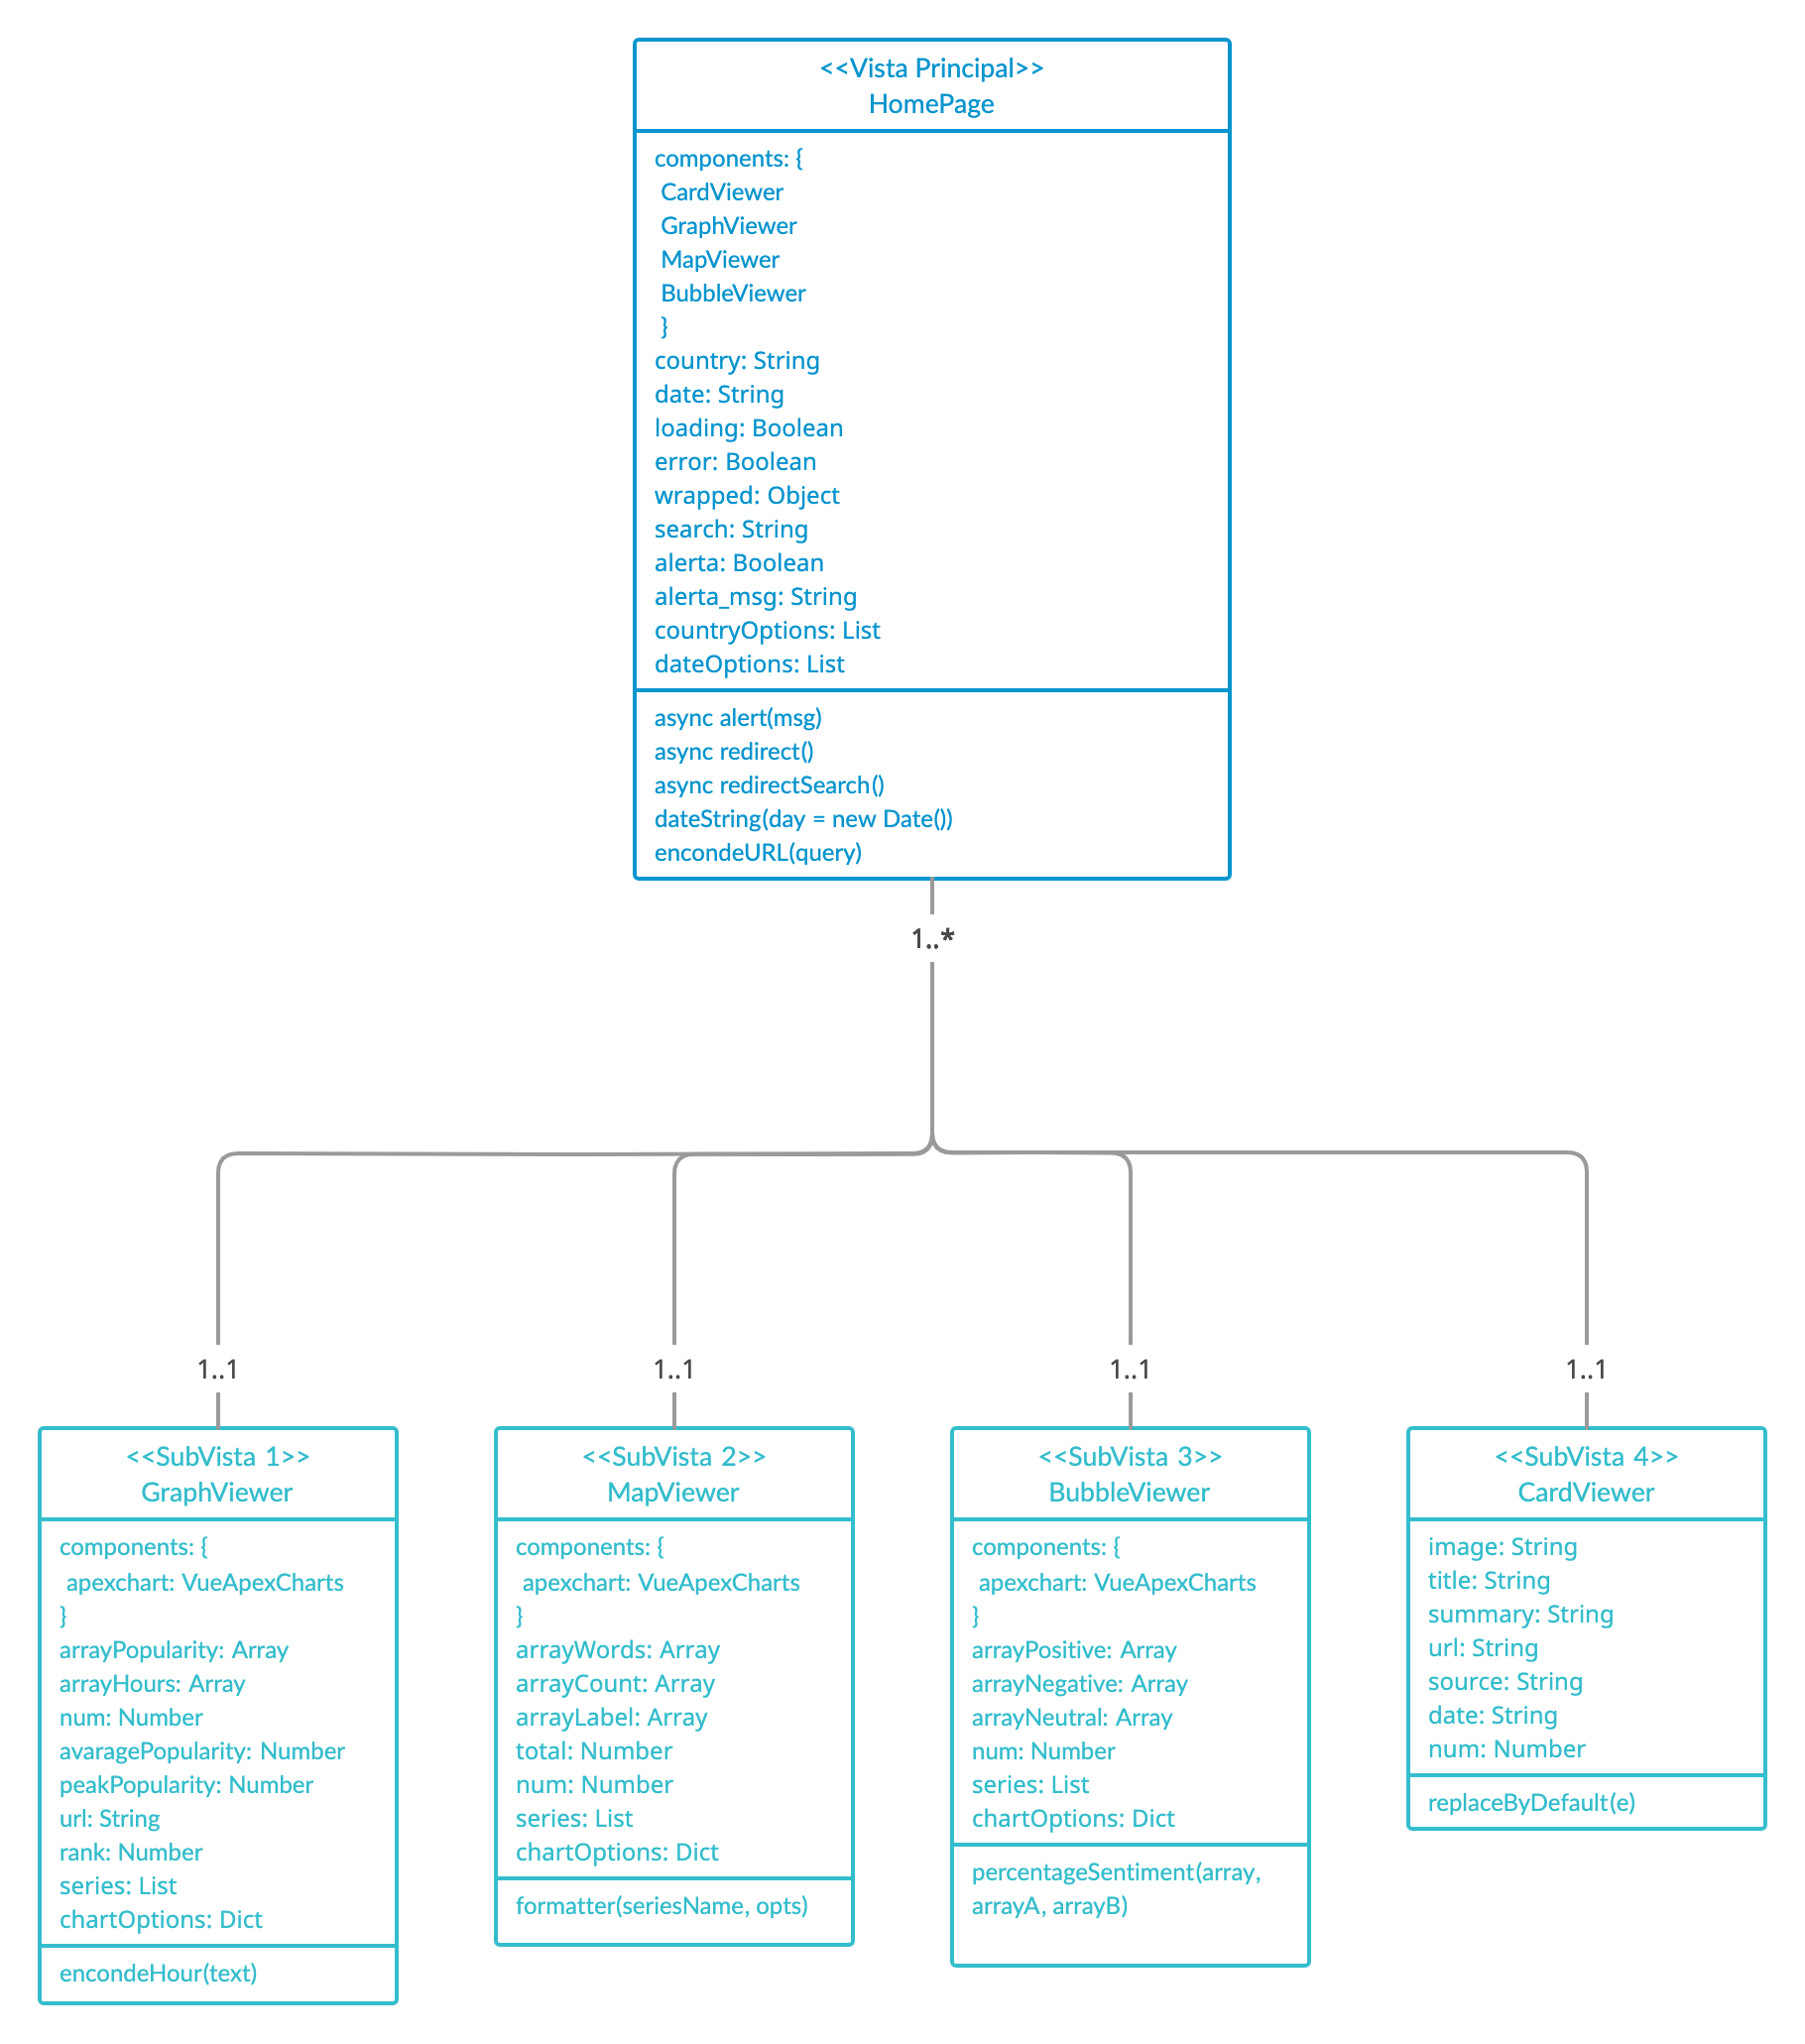 <<Vista Principal>>
HomePage
components: {
CardViewer
GraphViewer
MapViewer
BubbleViewer
}
country: String
date: String
loading: Boolean
error: Boolean
wrapped: Object
search: String
alerta: Boolean
alerta_msg: String
countryOptions: List
dateOptions: List
async alert(msg)
async redirect()
async redirectSearch()
dateString(day = new Date())
encondeURL(query)
1..*
1..1
1..1
1..1
1..1
<<SubVista 1>>
GraphViewer
components: {
apexchart: VueApexCharts
}
arrayPopularity: Array
arrayHours: Array
num: Number
avaragePopularity: Number
peakPopularity: Number
url: String
rank: Number
series: List
chartOptions: Dict
encondeHour(text)
<<SubVista 2>>
MapViewer
components: {
apexchart: VueApexCharts
}
arrayWords: Array
arrayCount: Array
arrayLabel: Array
total: Number
num: Number
series: List
chartOptions: Dict
formatter(seriesName, opts)
<<SubVista 3>>
BubbleViewer
components: {
apexchart: VueApexCharts
}
arrayPositive: Array
arrayNegative: Array
arrayNeutral: Array
num: Number
series: List
chartOptions: Dict
percentageSentiment(array,
arrayA, arrayB)
<<SubVista 4>>
CardViewer
image: String
title: String
summary: String
url: String
source: String
date: String
num: Number
replaceByDefault(e)